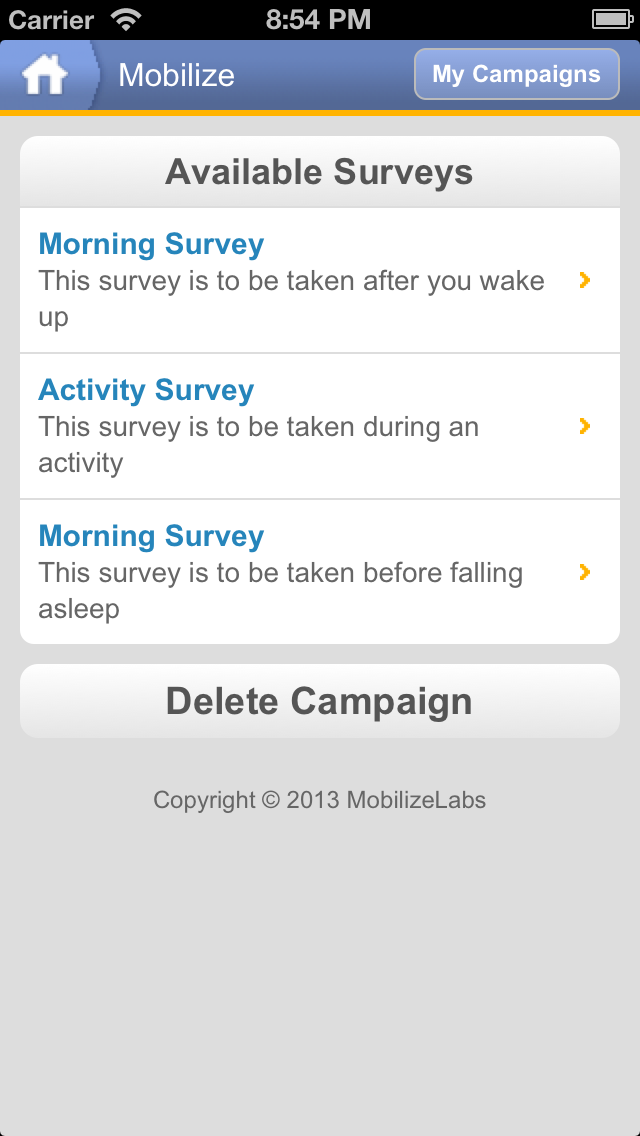 Carrier 8:54 PM
Mobilize My Campaigns
Available Surveys
Morning Survey
This survey is to be taken after you wake
up
Activity Survey
This survey is to be taken during an
activity
Morning Survey
This survey is to be taken before falling
asleep
Delete Campaign
Copyright © 2013 MobilizeLabs